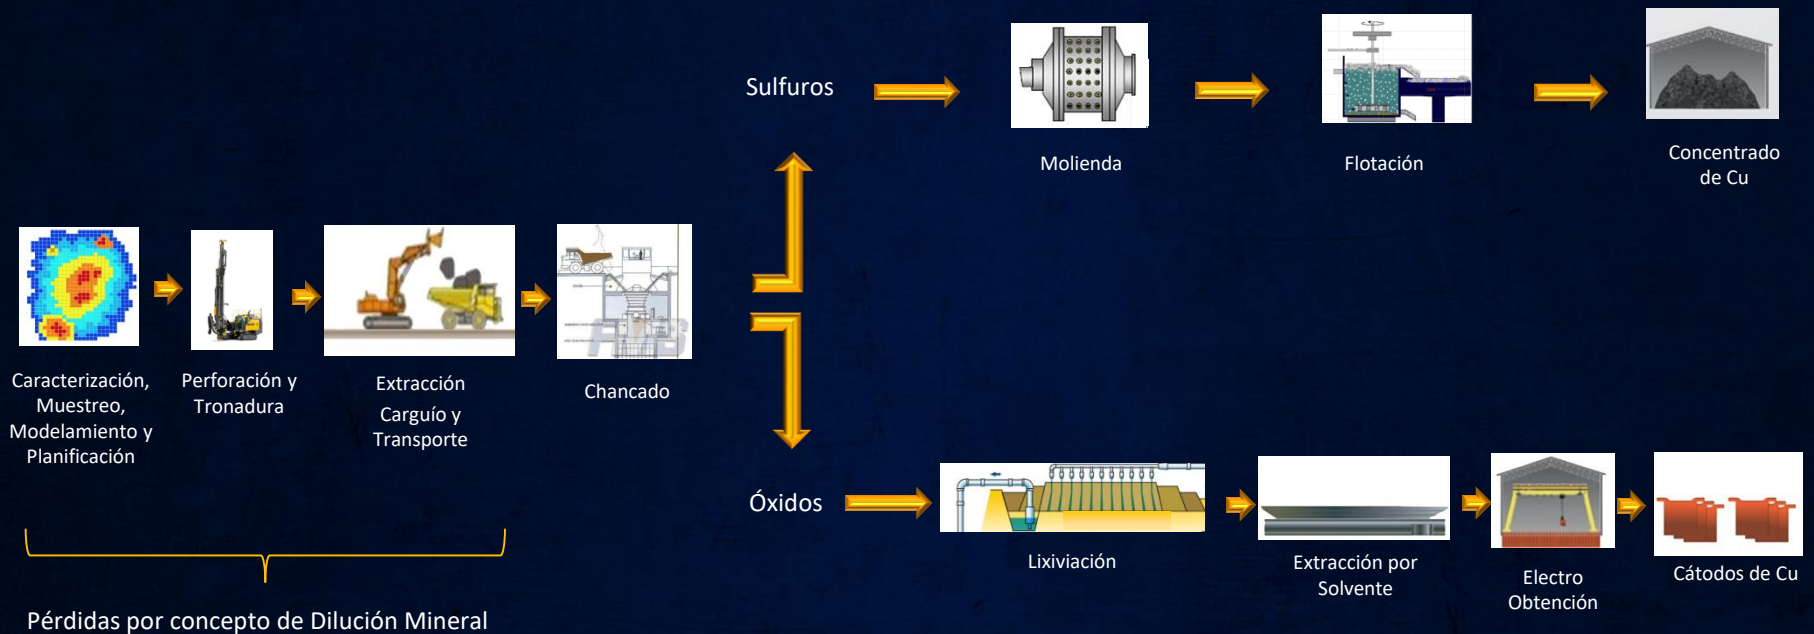 Sulfuros
Molienda
Flotación
Concentrado
de Cu
Caracterización,
Muestreo,
Modelamiento y
Planificación
Perforación y
Tronadura
Extracción
Carguío y
Transporte
Chancado
Óxidos
Lixiviación
Extracción por
Solvente
Electro
Obtención
Cátodos de Cu
Pérdidas por concepto de Dilución Mineral